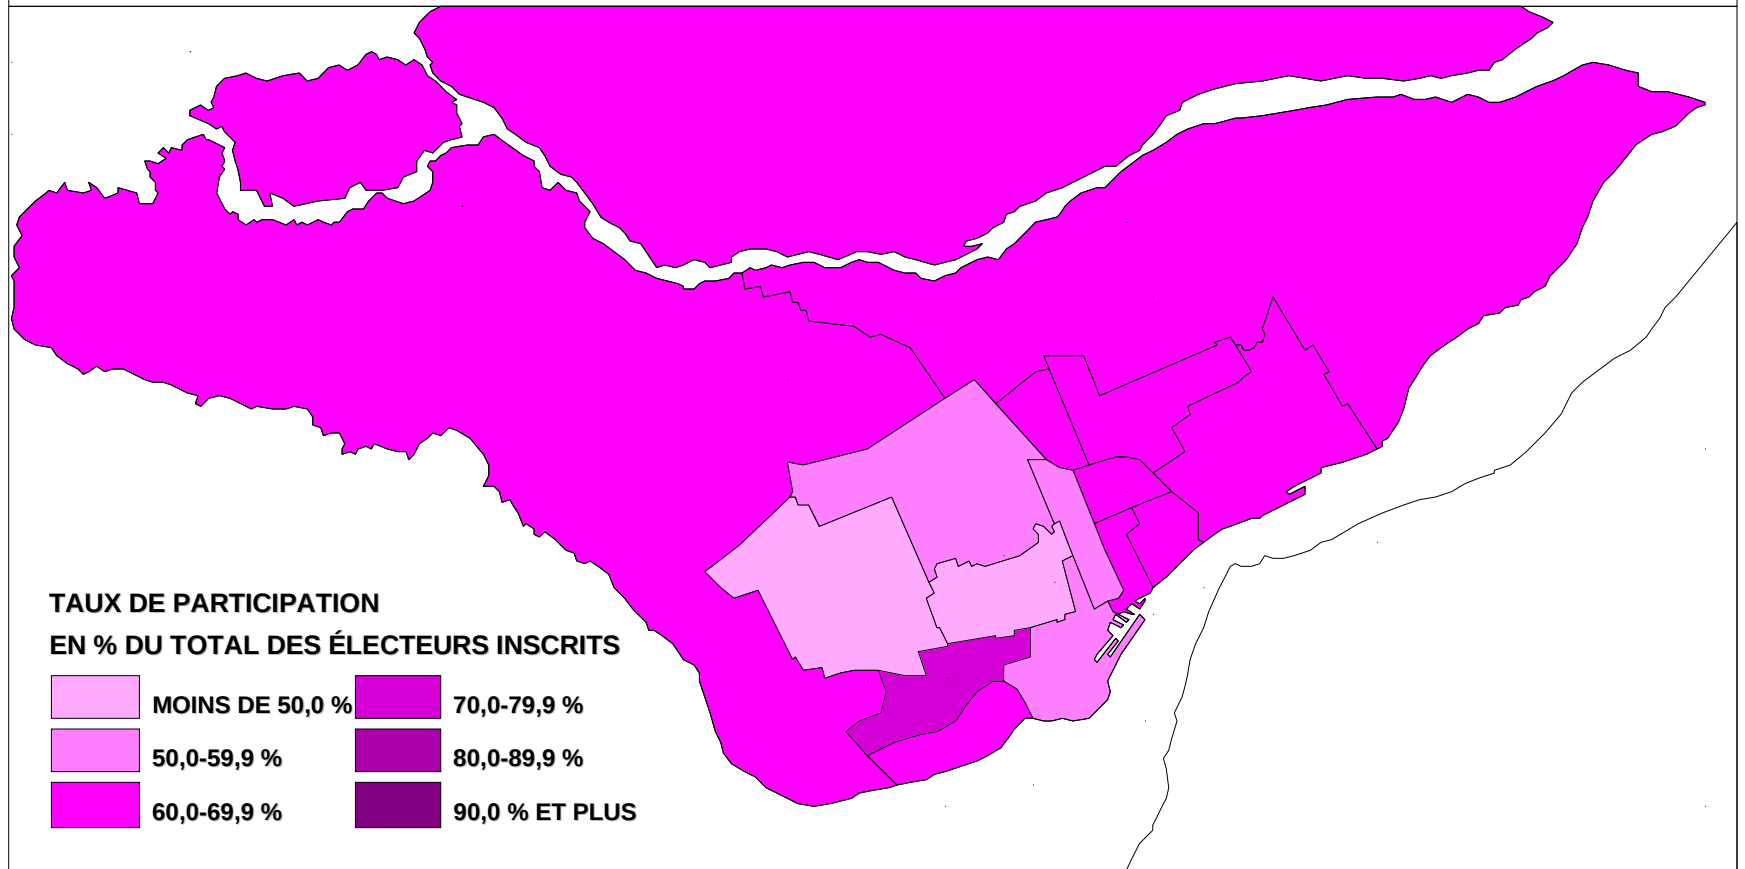 TAUX DE PARTICIPATION
EN % DU TOTAL DES ÉLECTEURS INSCRITS
MOINS DE 50,0 %
50,0-59,9 %
60,0-69,9 %
70,0-79,9 %
80,0-89,9 %
90,0 % ET PLUS